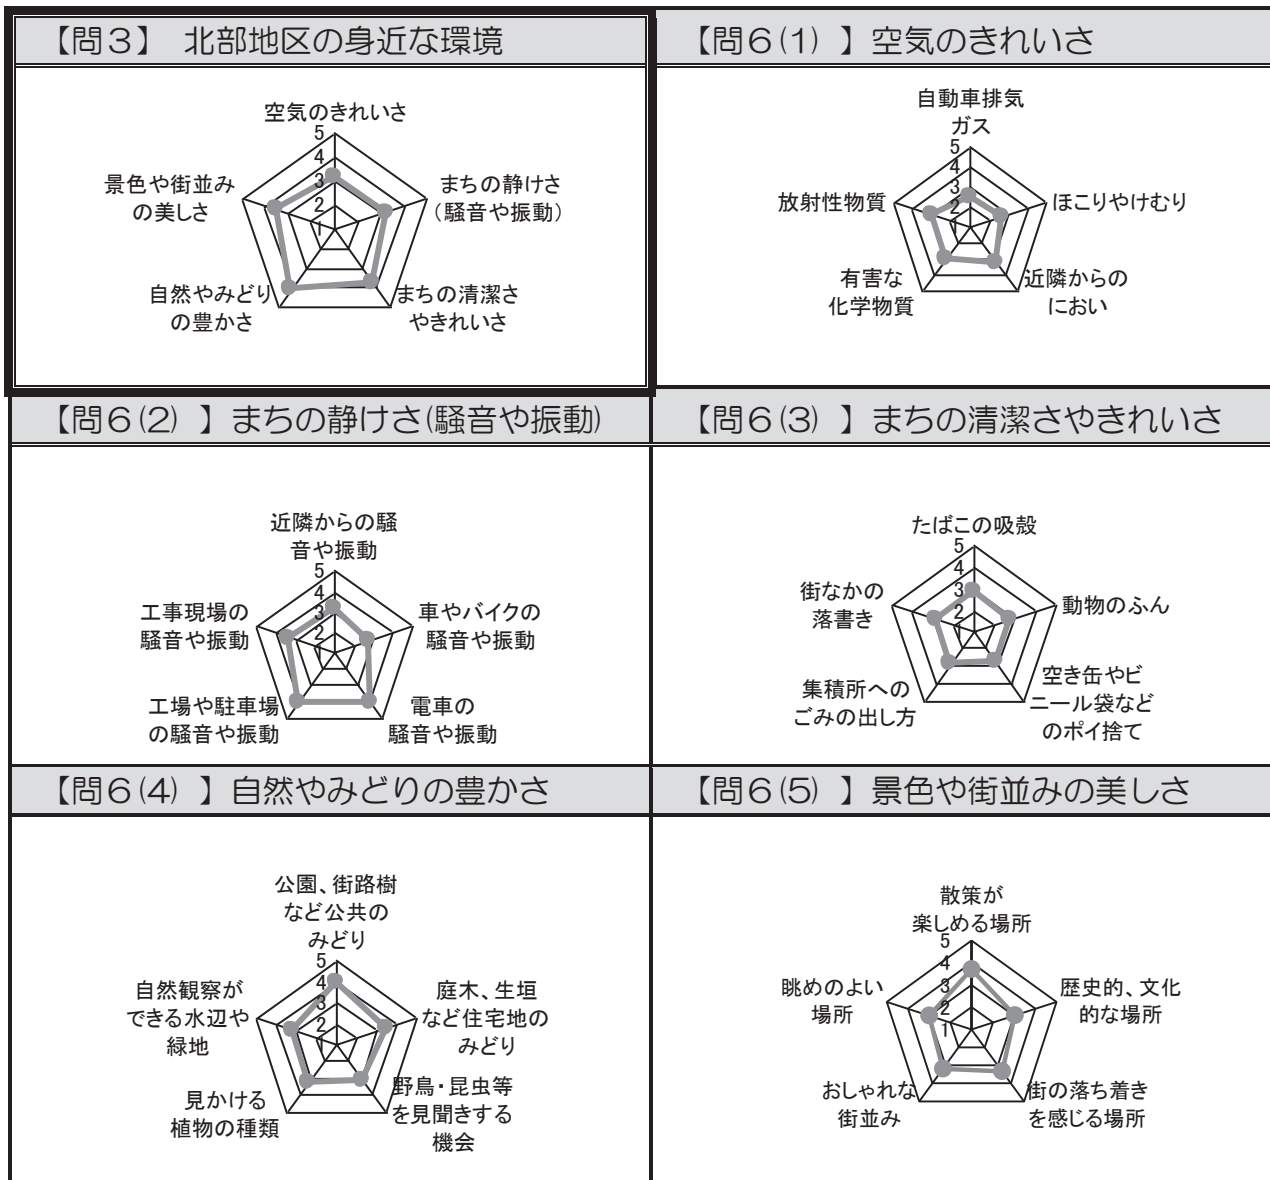 【問３】 北部地区の身近な環境
空気のきれいさ
5
4
3
2
1
まちの静けさ
（騒音や振動）
まちの清潔さ
やきれいさ
自然やみどり
の豊かさ
景色や街並み
の美しさ
【問６(1) 】空気のきれいさ
自動車排気
ガス
5
4
3
2
1
ほこりやけむり
近隣からの
におい
有害な
化学物質
放射性物質
【問６(2) 】まちの静けさ(騒音や振動)
近隣からの騒
音や振動
5
4
3
2
1
車やバイクの
騒音や振動
電車の
騒音や振動
工場や駐車場
の騒音や振動
工事現場の
騒音や振動
【問６(3) 】まちの清潔さやきれいさ
たばこの吸殻
5
4
3
2
1
動物のふん
空き缶やビ
ニール袋など
のポイ捨て
集積所への
ごみの出し方
街なかの
落書き
【問６(4) 】自然やみどりの豊かさ
公園、街路樹
など公共の
みどり
5
4
3
2
1
庭木、生垣
など住宅地の
みどり
野鳥・昆虫等
を見聞きする
機会
見かける
植物の種類
自然観察が
できる水辺や
緑地
【問６(5) 】景色や街並みの美しさ
散策が
楽しめる場所
5
4
3
2
1
歴史的、文化
的な場所
街の落ち着き
を感じる場所
おしゃれな
街並み
眺めのよい
場所